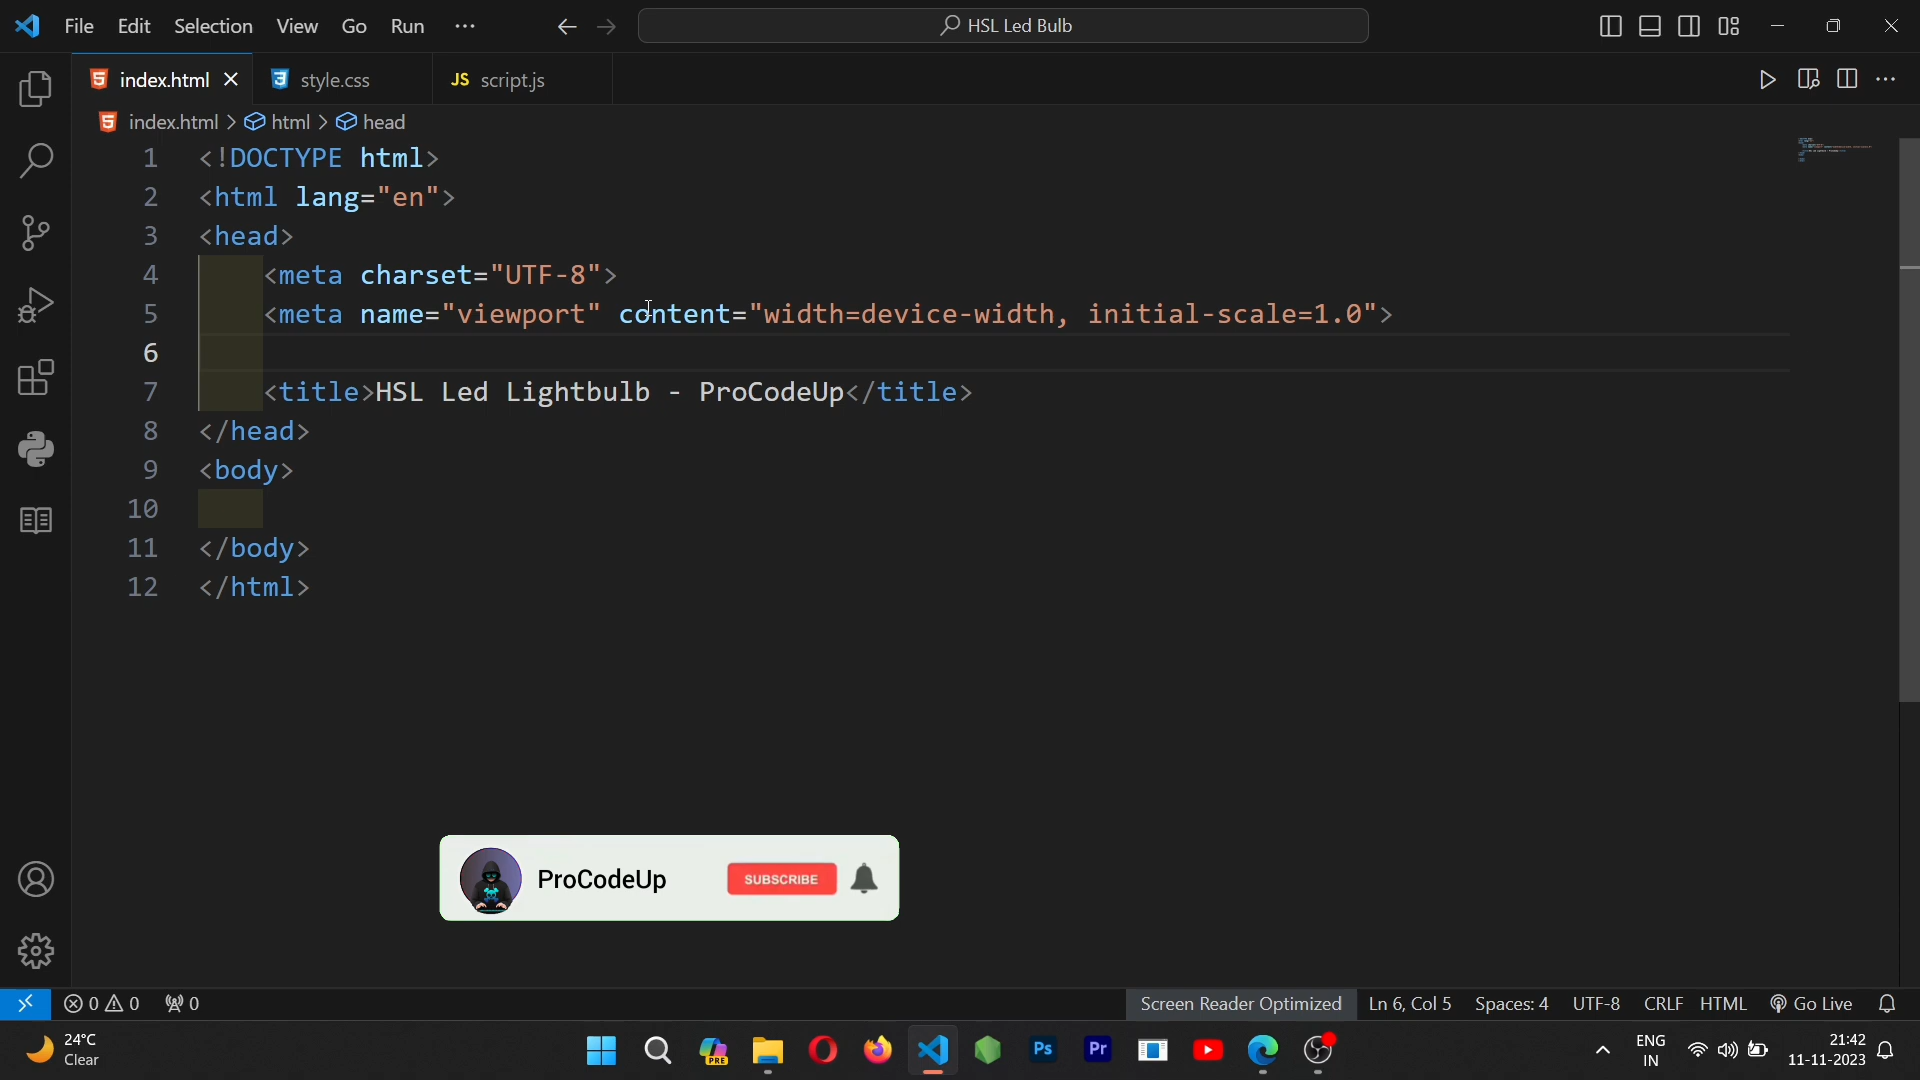 File Edit Selection View Go Run ··· HSL Led Bulb
index.html style.css JS script.js
index.html > html > head
1 <!DOCTYPE html>
2 <html lang="en">
3 <head>
4 <meta charset="UTF-8">
5 <meta name="viewport" content="width=device-width, initial-scale=1.0">
6
7 <title>HSL Led Lightbulb - ProCodeUp</title>
8 </head>
9 <body>
10
11 </body>
12 </html>
ProCodeUp SUBSCRIBE
0 0 0 Screen Reader Optimized Ln 6, Col 5 Spaces: 4 UTF-8 CRLF HTML Go Live
24°C
Clear
PRE Ps Pr
ENG
IN
21:42
11-11-2023